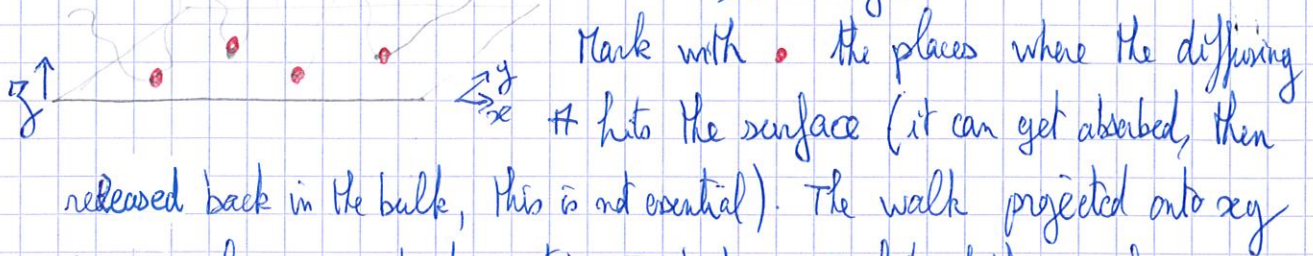 Mark with • the places where the diffusing
z y x # hits the surface (it can get absorbed, then
released back in the bulk, this is not essential). The walk projected onto xy